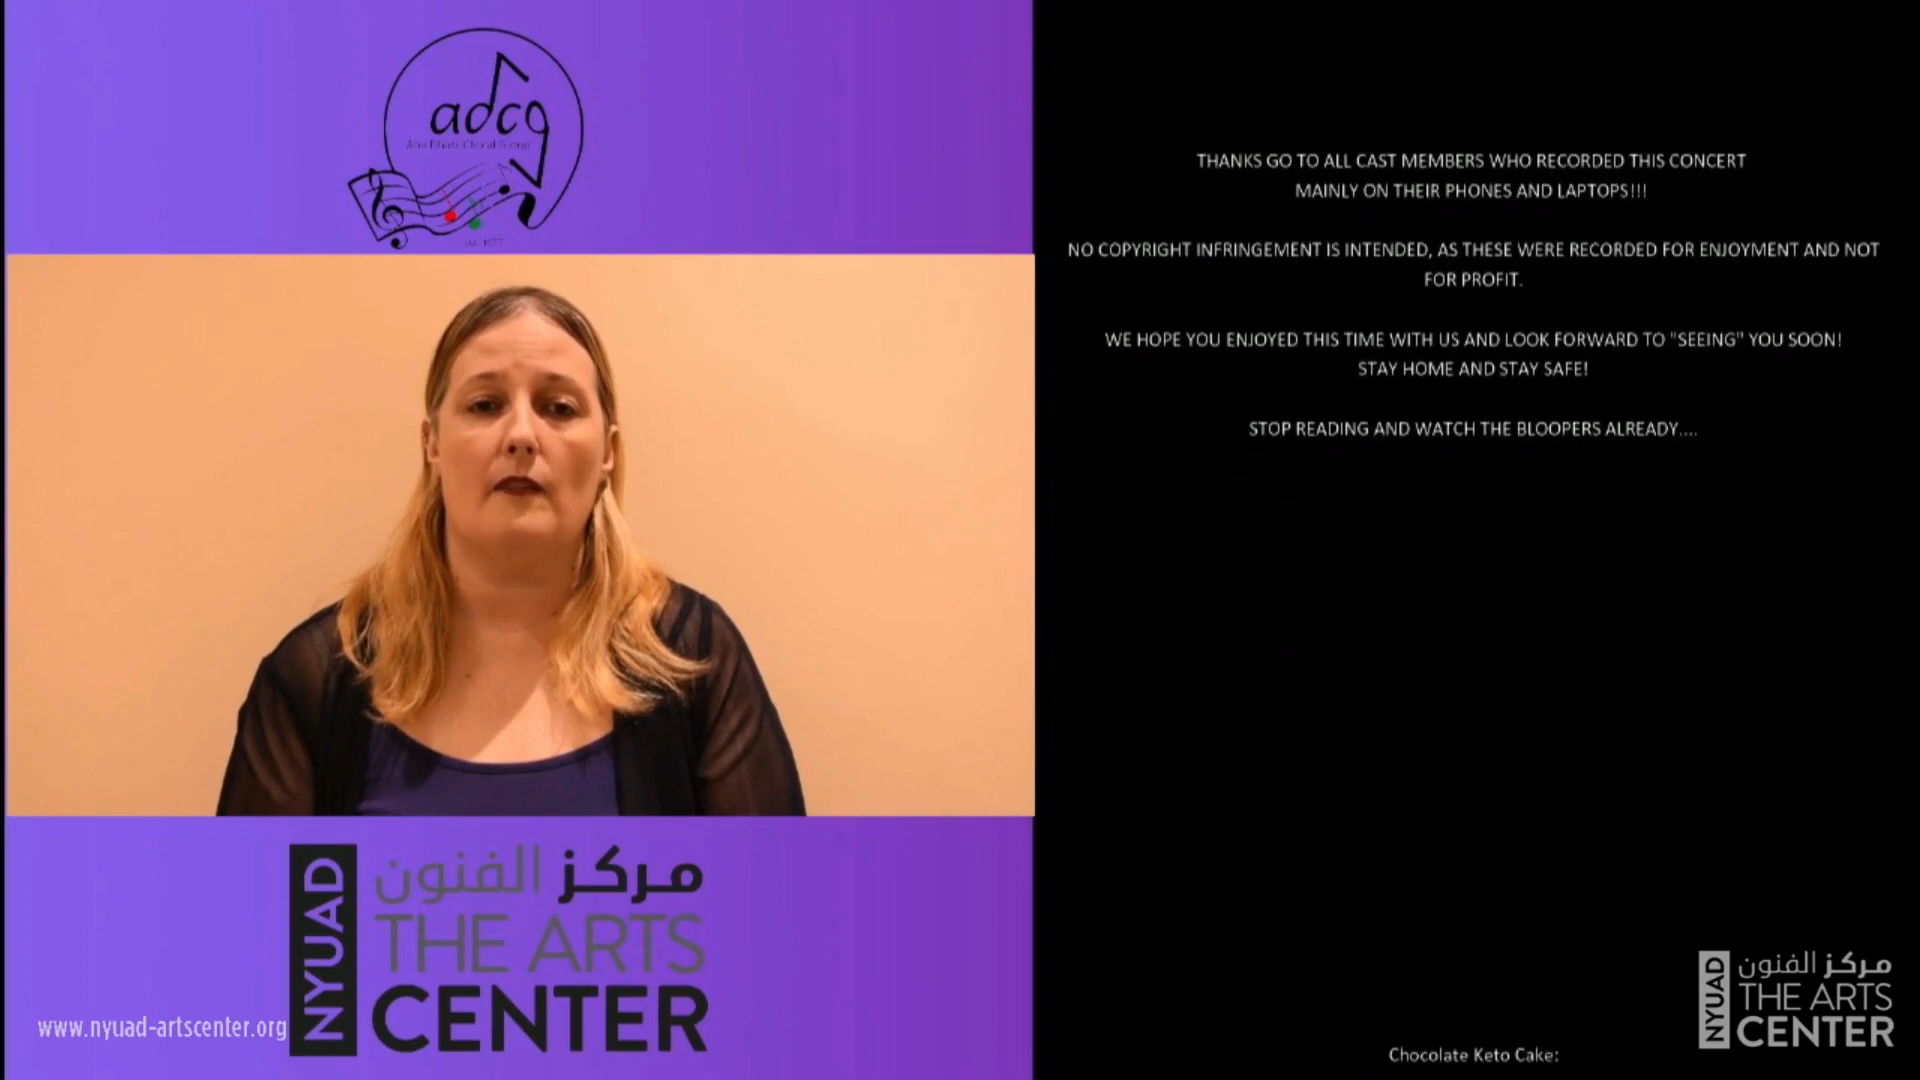 adcg
Abu Dhabi Choral Group
THANKS GO TO ALL CAST MEMBERS WHO RECORDED THIS CONCERT
MAINLY ON THEIR PHONES AND LAPTOPS!!!
NO COPYRIGHT INFRINGEMENT IS INTENDED, AS THESE WERE RECORDED FOR ENJOYMENT AND NOT
FOR PROFIT.
WE HOPE YOU ENJOYED THIS TIME WITH US AND LOOK FORWARD TO "SEEING" YOU SOON!
STAY HOME AND STAY SAFE!
STOP READING AND WATCH THE BLOOPERS ALREADY....
NYUAD
مركز الفنون
THE ARTS
CENTER
www.nyuad-artscenter.org
NYUAD
مركز الفنون
THE ARTS
CENTER
Chocolate Keto Cake: